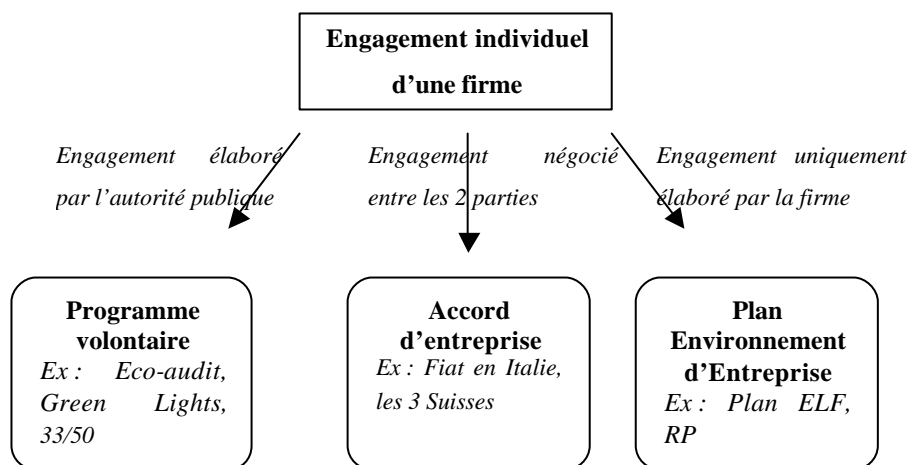 Engagement individuel
d'une firme
Engagement élaboré
par l'autorité publique
Engagement négocié
entre les 2 parties
Engagement uniquement
élaboré par la firme
Programme
volontaire
Ex : Eco-audit,
Green Lights,
33/50
Accord
d'entreprise
Ex : Fiat en Italie,
les 3 Suisses
Plan
Environnement
d'Entreprise
Ex : Plan ELF,
RP